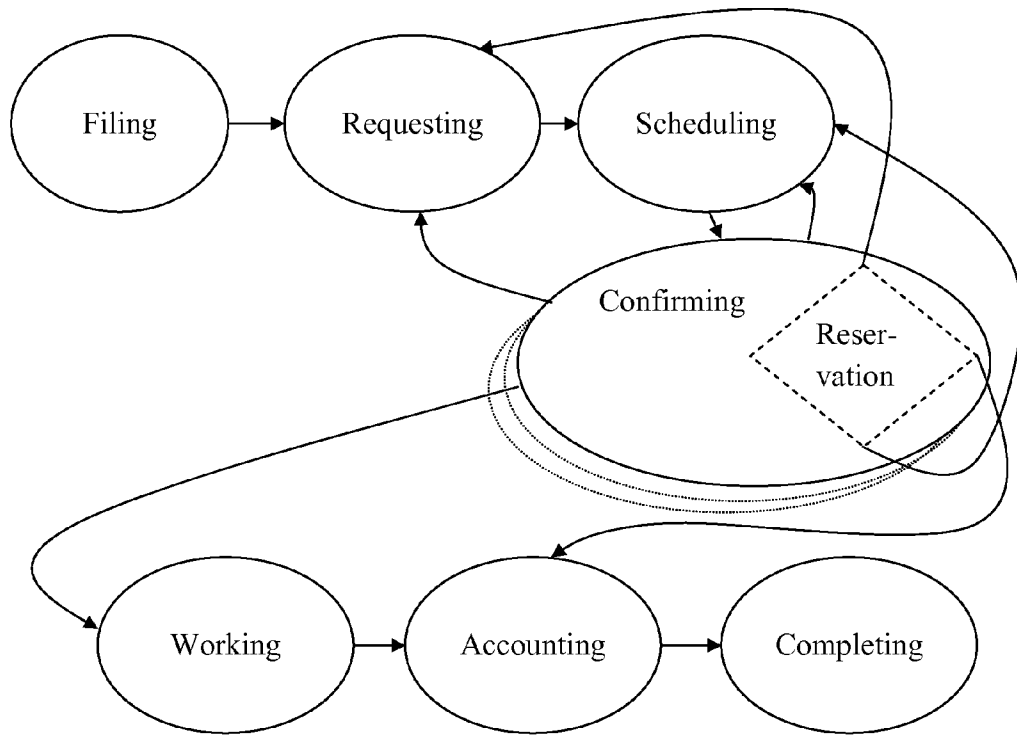 Filing
Requesting
Scheduling
Confirming
Reser-
vation
Working
Accounting
Completing